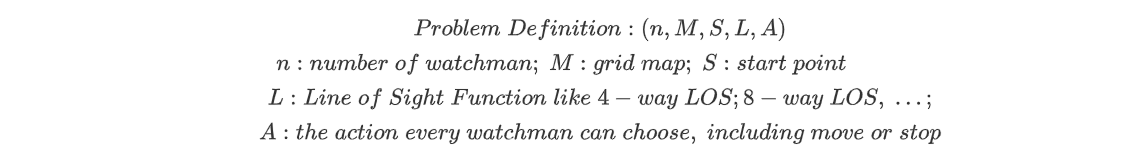 Problem Definition : (n, M, S, L, A)
n : number of watchman; M : grid map; S : start point
L : Line of Sight Function like 4 − way LOS; 8 − way LOS, …;
A : the action every watchman can choose, including move or stop